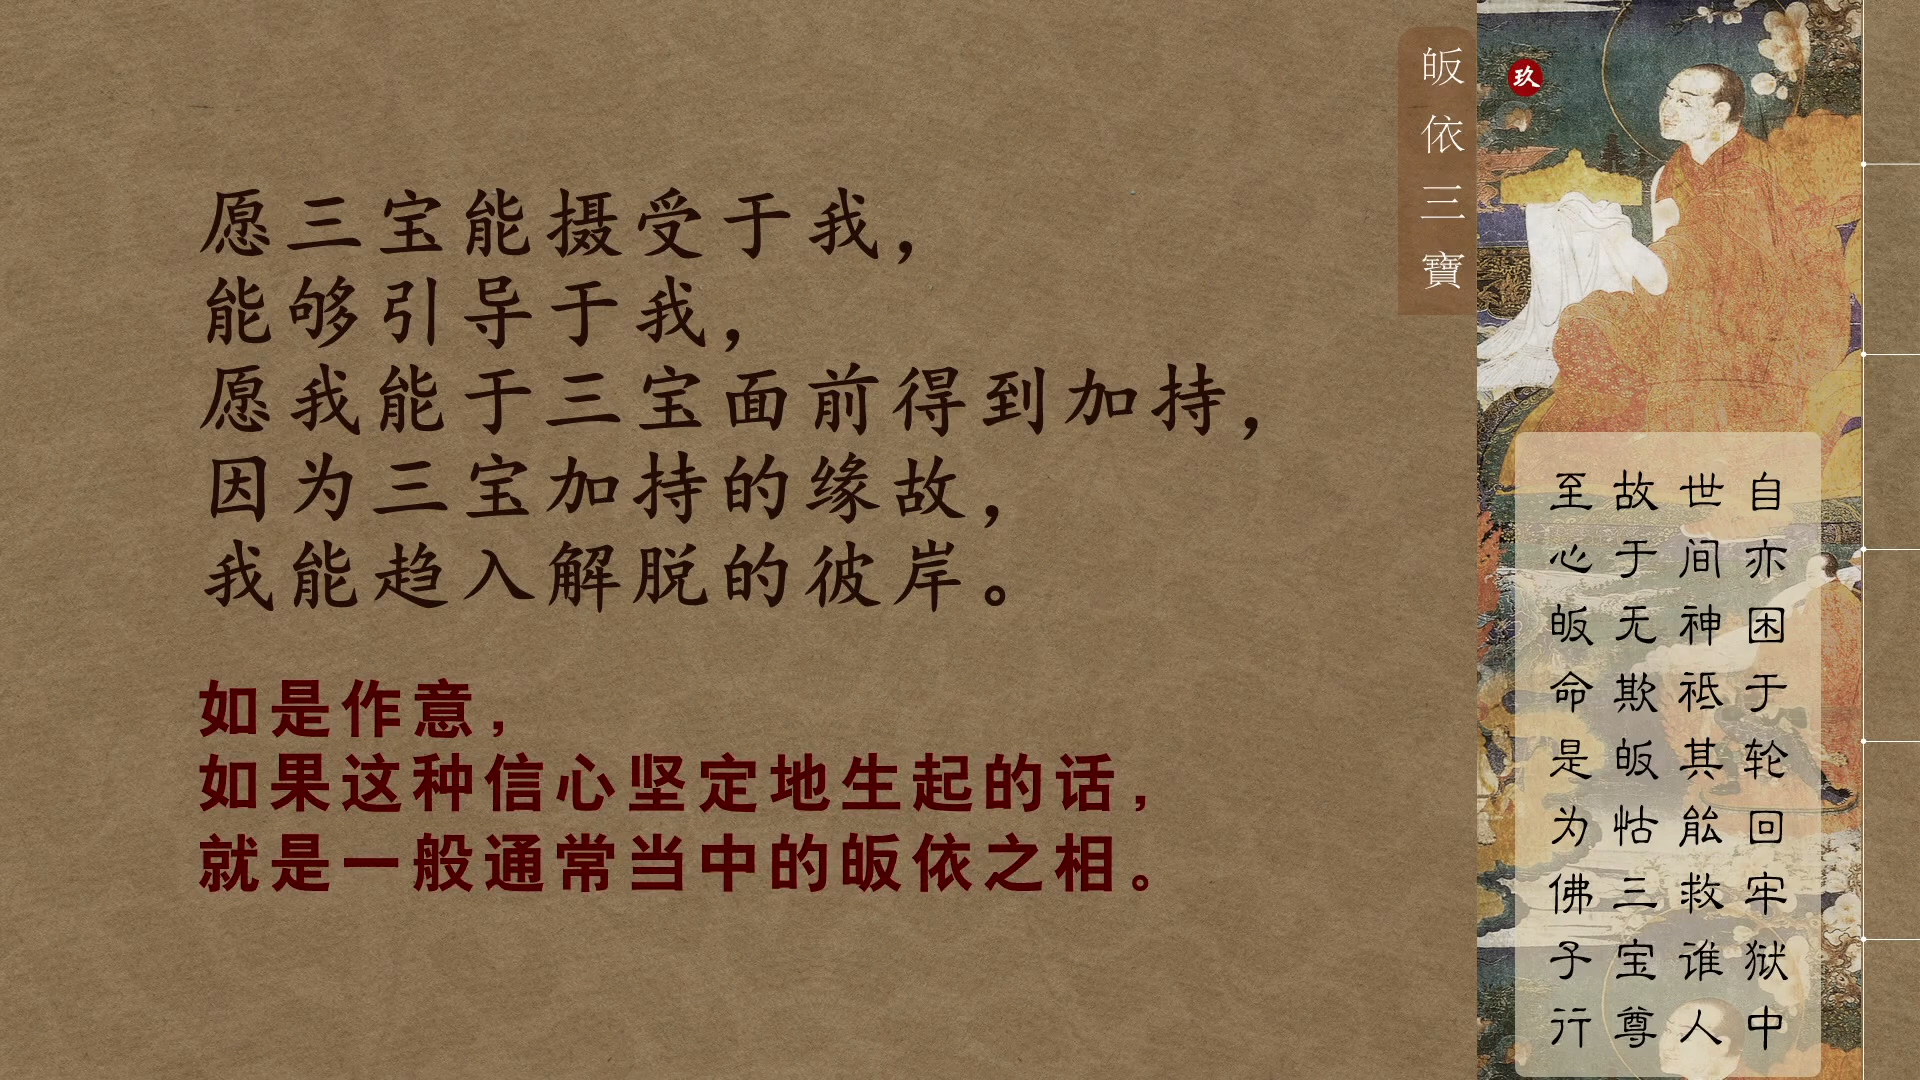 愿三宝能摄受于我，
能够引导于我，
愿我能于三宝面前得到加持，
因为三宝加持的缘故，
我能趋入解脱的彼岸。
如是作意，
如果这种信心坚定地生起的话，
就是一般通常当中的皈依之相。
皈依三寶
玖
自亦困于轮回牢狱中
世间神祇其能救谁人
故于无欺皈怙三宝尊
至心皈命是为佛子行